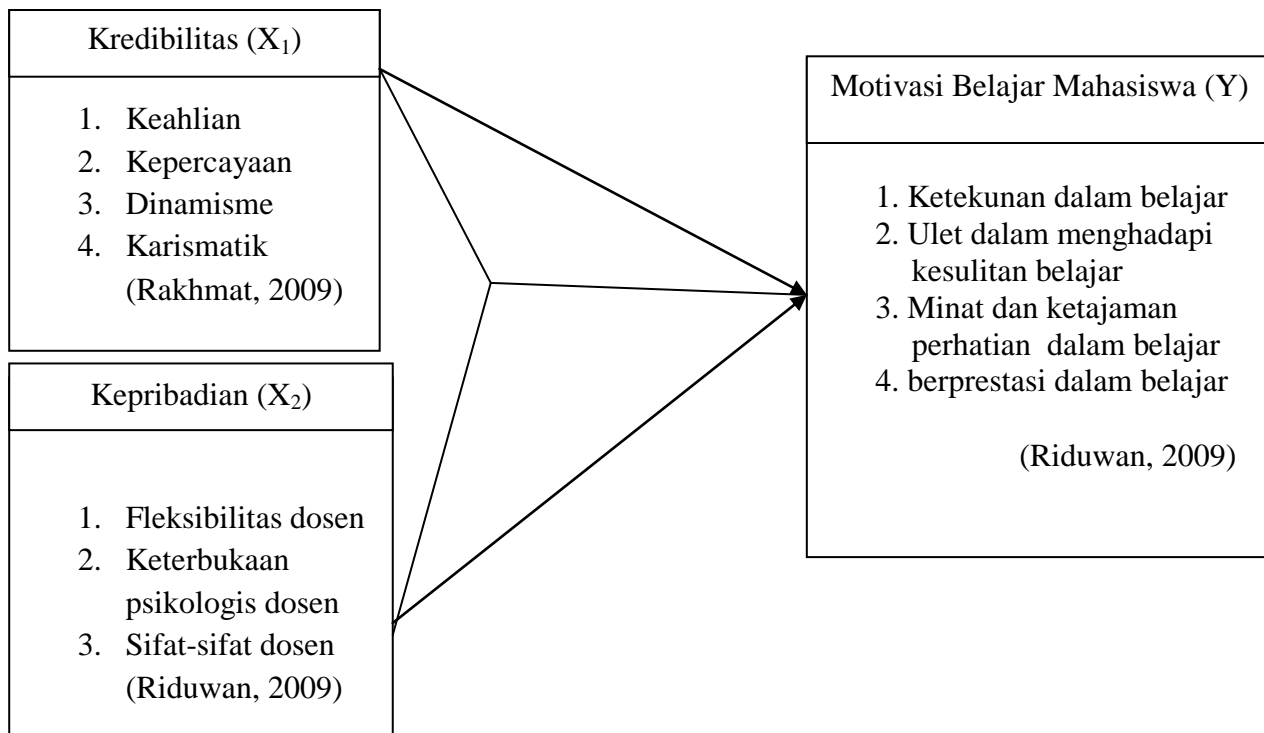 Kredibilitas (X₁)
1. Keahlian
2. Kepercayaan
3. Dinamisme
4. Karismatik
(Rakhmat, 2009)
Kepribadian (X₂)
1. Fleksibilitas dosen
2. Keterbukaan
psikologis dosen
3. Sifat-sifat dosen
(Riduwan, 2009)
Motivasi Belajar Mahasiswa (Y)
1. Ketekunan dalam belajar
2. Ulet dalam menghadapi
kesulitan belajar
3. Minat dan ketajaman
perhatian dalam belajar
4. berprestasi dalam belajar
(Riduwan, 2009)